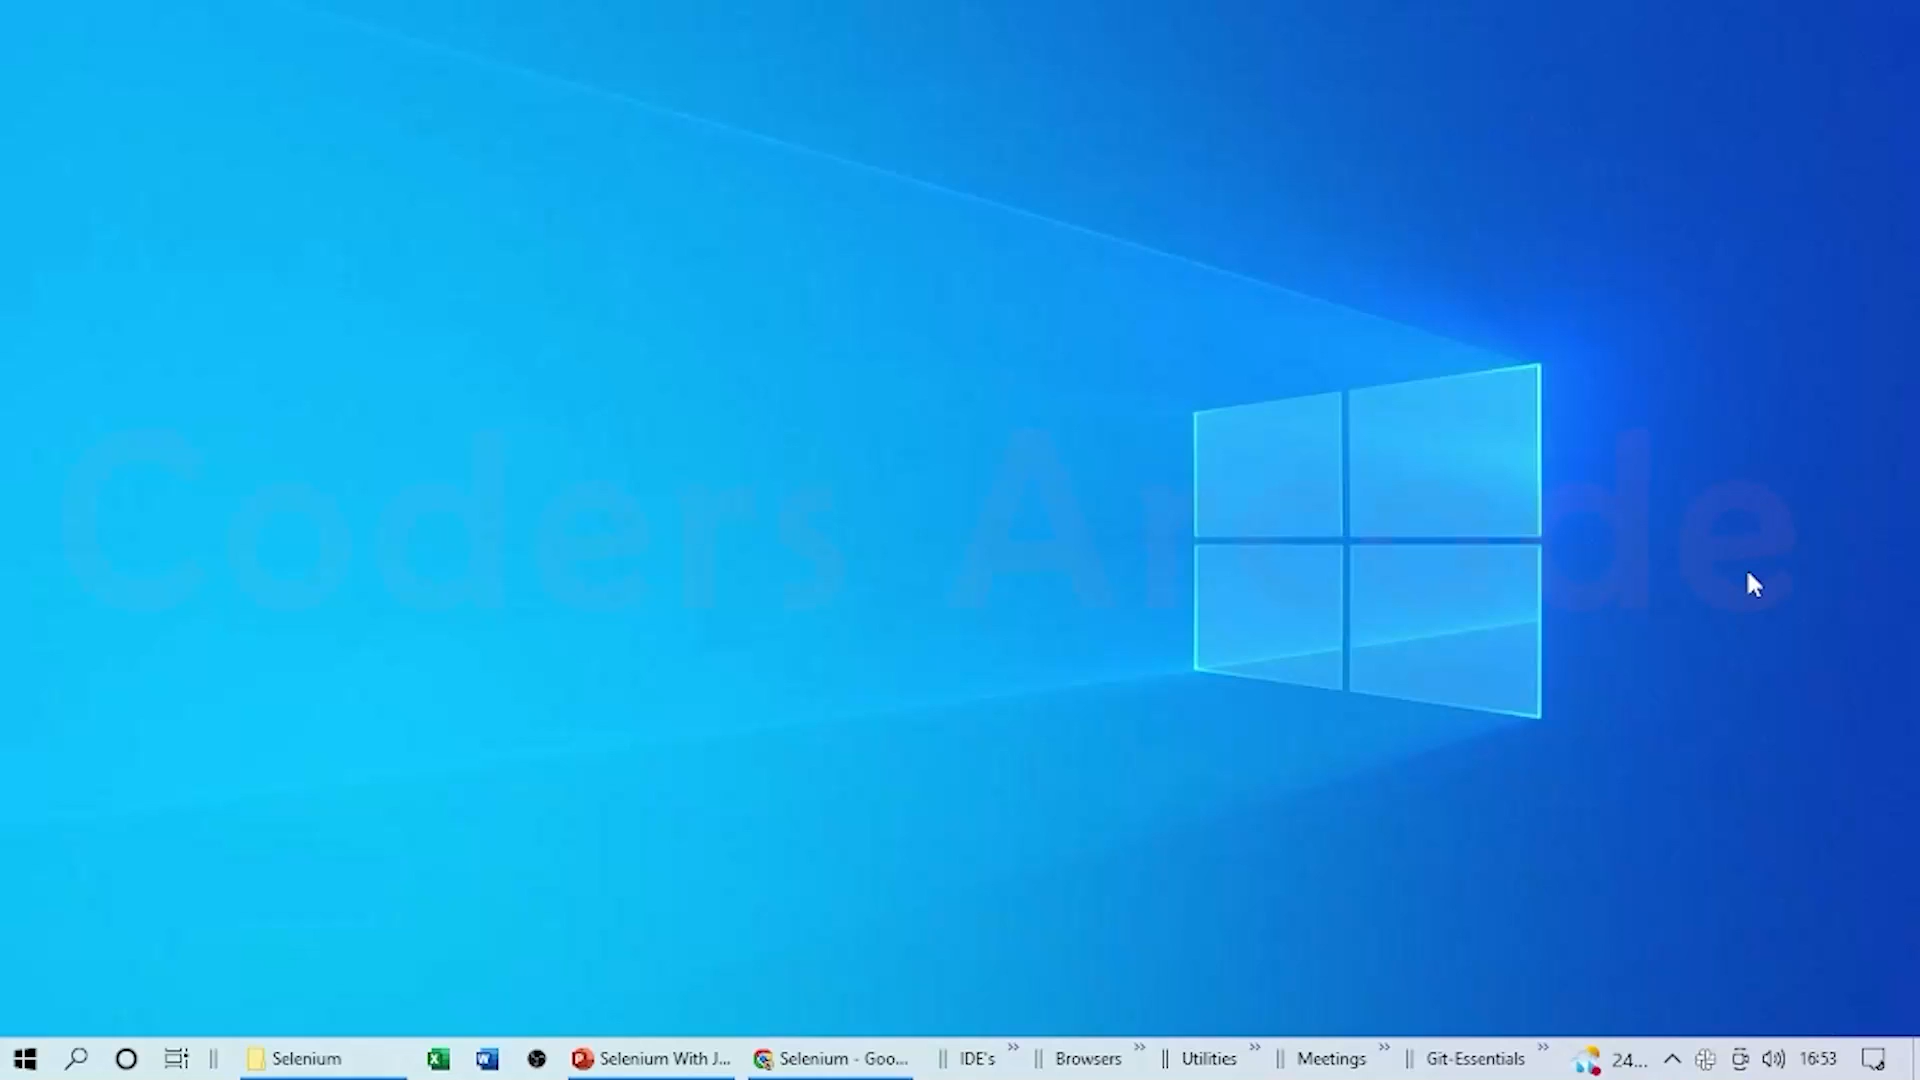 Coders Arcade
Selenium
Selenium With J...
Selenium - Goo...
IDE's
Browsers
Utilities
Meetings
Git-Essentials
24...
16:53